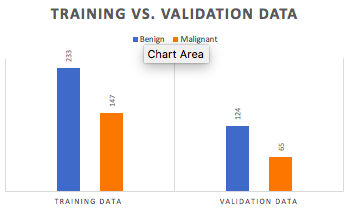 TRAINING VS. VALIDATION DATA
Benign Malignant
Chart Area
233
147
124
65
TRAINING DATA
VALIDATION DATA